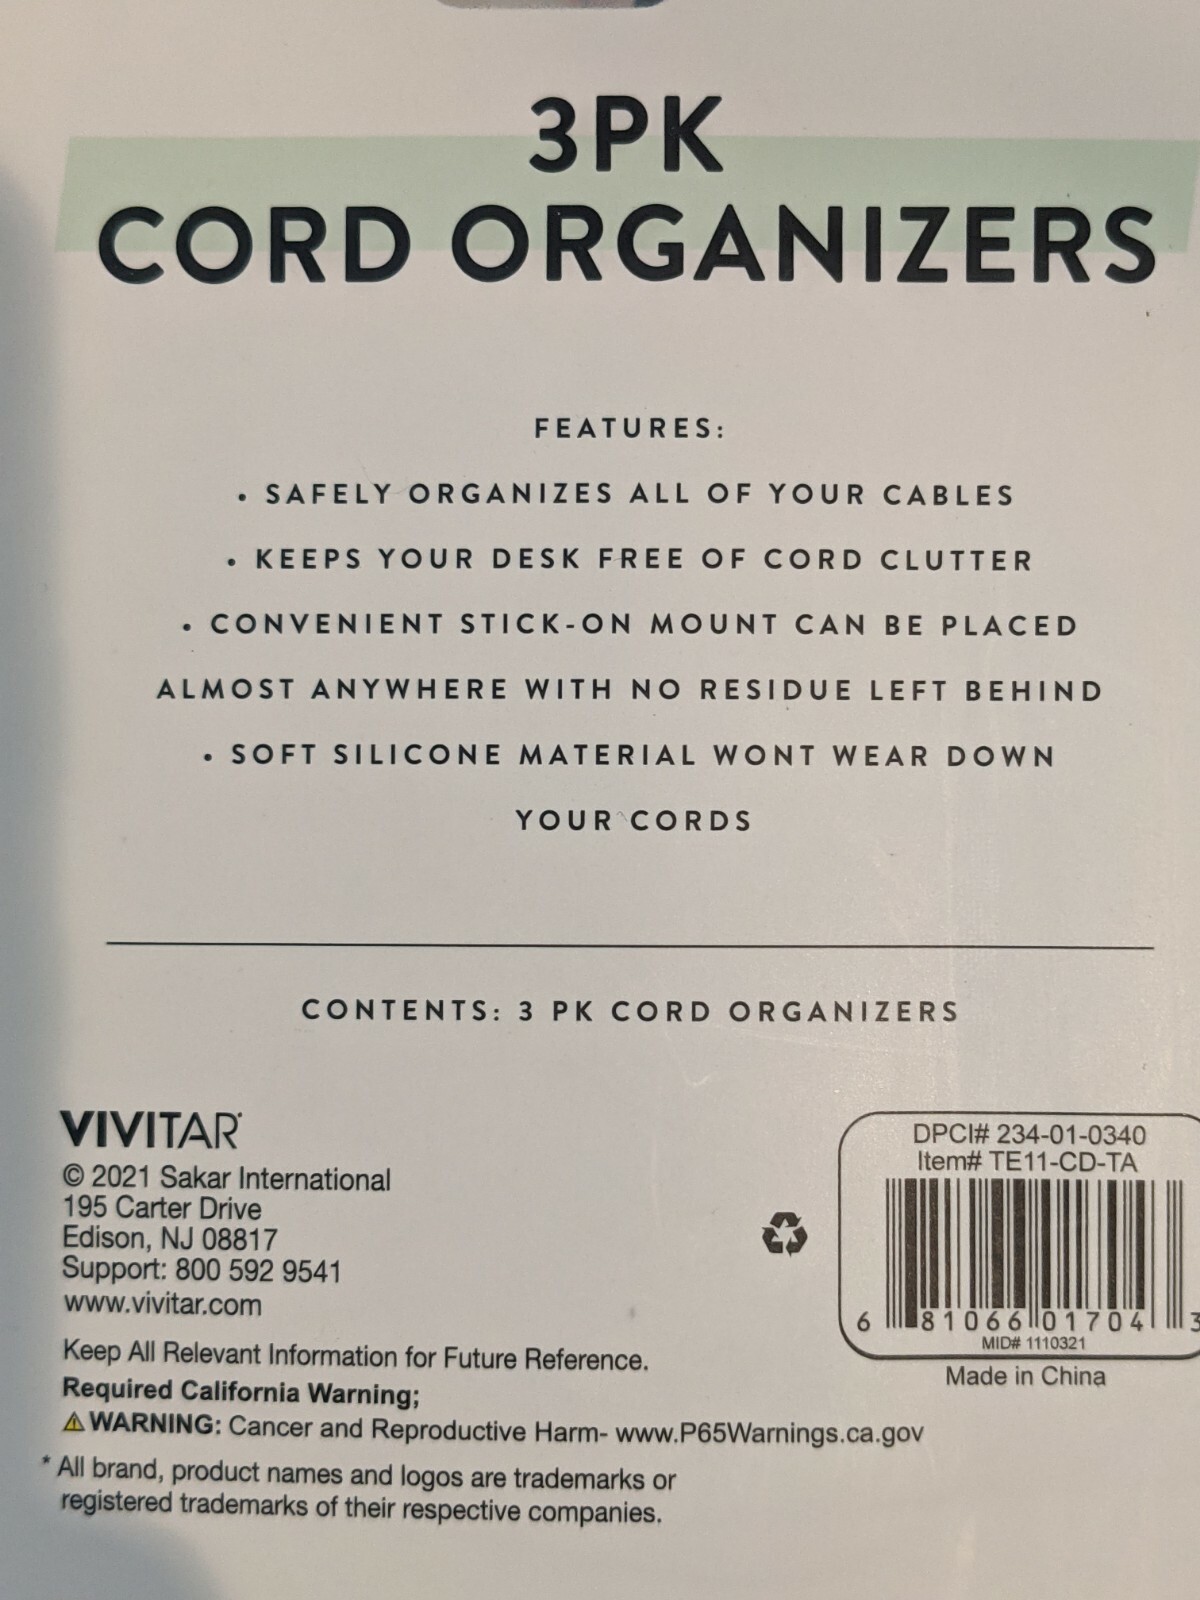 3PK
CORD ORGANIZERS
FEATURES:
• SAFELY ORGANIZES ALL OF YOUR CABLES
• KEEPS YOUR DESK FREE OF CORD CLUTTER
• CONVENIENT STICK-ON MOUNT CAN BE PLACED
ALMOST ANYWHERE WITH NO RESIDUE LEFT BEHIND
• SOFT SILICONE MATERIAL WONT WEAR DOWN
YOUR CORDS
CONTENTS: 3 PK CORD ORGANIZERS
VIVITAR
© 2021 Sakar International
195 Carter Drive
Edison, NJ 08817
Support: 800 592 9541
www.vivitar.com
DPCI# 234-01-0340
Item# TE11-CD-TA
6 81066 01704 3
MID# 1110321
Made in China
Keep All Relevant Information for Future Reference.
Required California Warning;
⚠WARNING: Cancer and Reproductive Harm- www.P65Warnings.ca.gov
* All brand, product names and logos are trademarks or
registered trademarks of their respective companies.